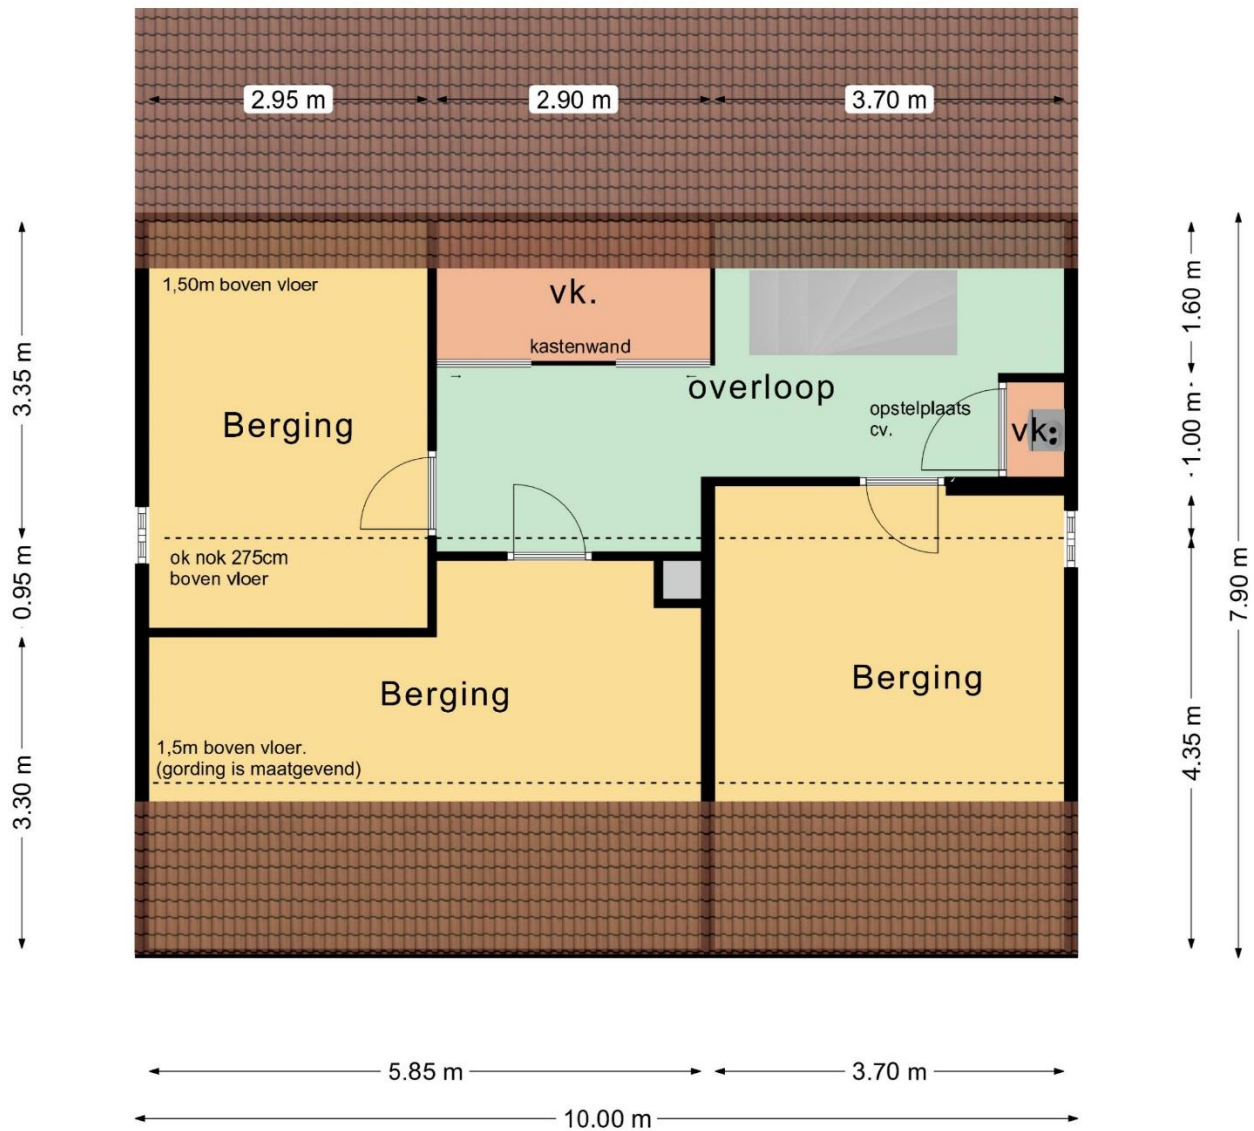 2.95 m
2.90 m
3.70 m
1,50m boven vloer
vk.
kastenwand
overloop
opstelplaats
cv.
vk.
Berging
ok nok 275cm
boven vloer
Berging
Berging
1,5m boven vloer.
(gording is maatgevend)
3.35 m
0.95 m
3.30 m
1.60 m
1.00 m
4.35 m
7.90 m
5.85 m
3.70 m
10.00 m